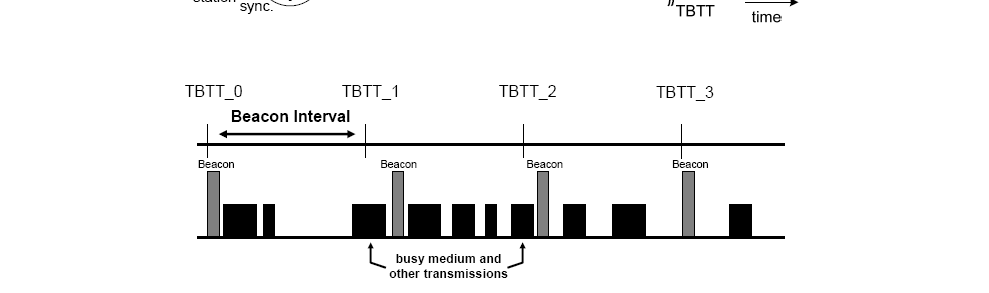 station
sync.
TBTT
time
TBTT_0 TBTT_1 TBTT_2 TBTT_3
Beacon Interval
Beacon Beacon Beacon Beacon
busy medium and
other transmissions